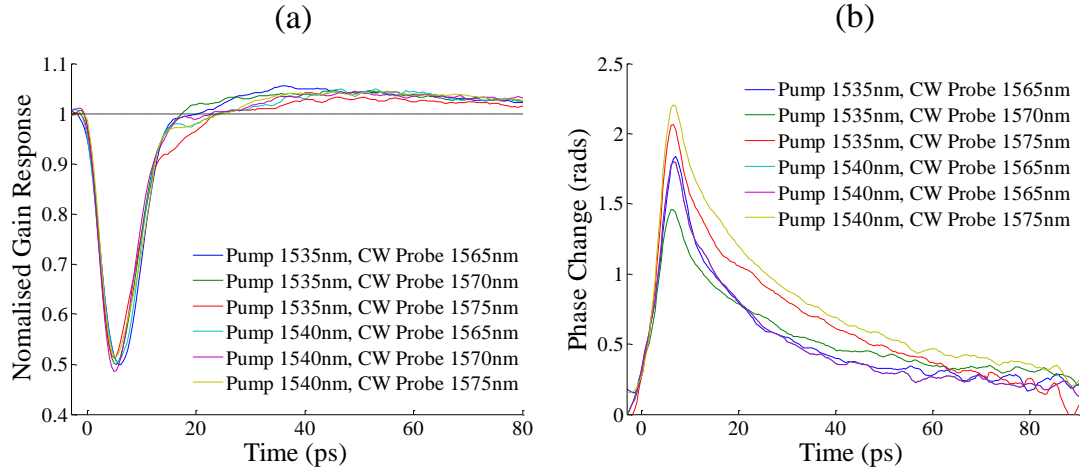 (a)
Nomalised Gain Response
1.1
1
0.9
0.8
0.7
0.6
0.5
0.4
Pump 1535nm, CW Probe 1565nm
Pump 1535nm, CW Probe 1570nm
Pump 1535nm, CW Probe 1575nm
Pump 1540nm, CW Probe 1565nm
Pump 1540nm, CW Probe 1570nm
Pump 1540nm, CW Probe 1575nm
0 20 40 60 80
Time (ps)
(b)
Phase Change (rads)
2.5
2
1.5
1
0.5
0
Pump 1535nm, CW Probe 1565nm
Pump 1535nm, CW Probe 1570nm
Pump 1535nm, CW Probe 1575nm
Pump 1540nm, CW Probe 1565nm
Pump 1540nm, CW Probe 1565nm
Pump 1540nm, CW Probe 1575nm
0 20 40 60 80
Time (ps)